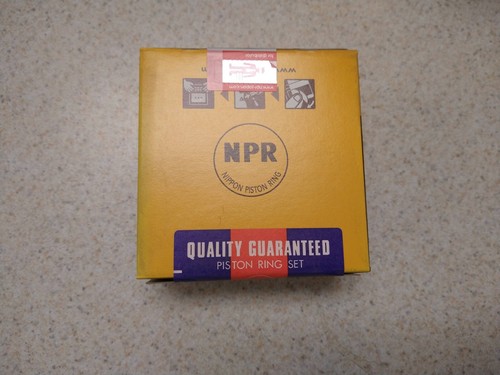 NPR
NIPPON PISTON RING
QUALITY GUARANTEED
PISTON RING SET